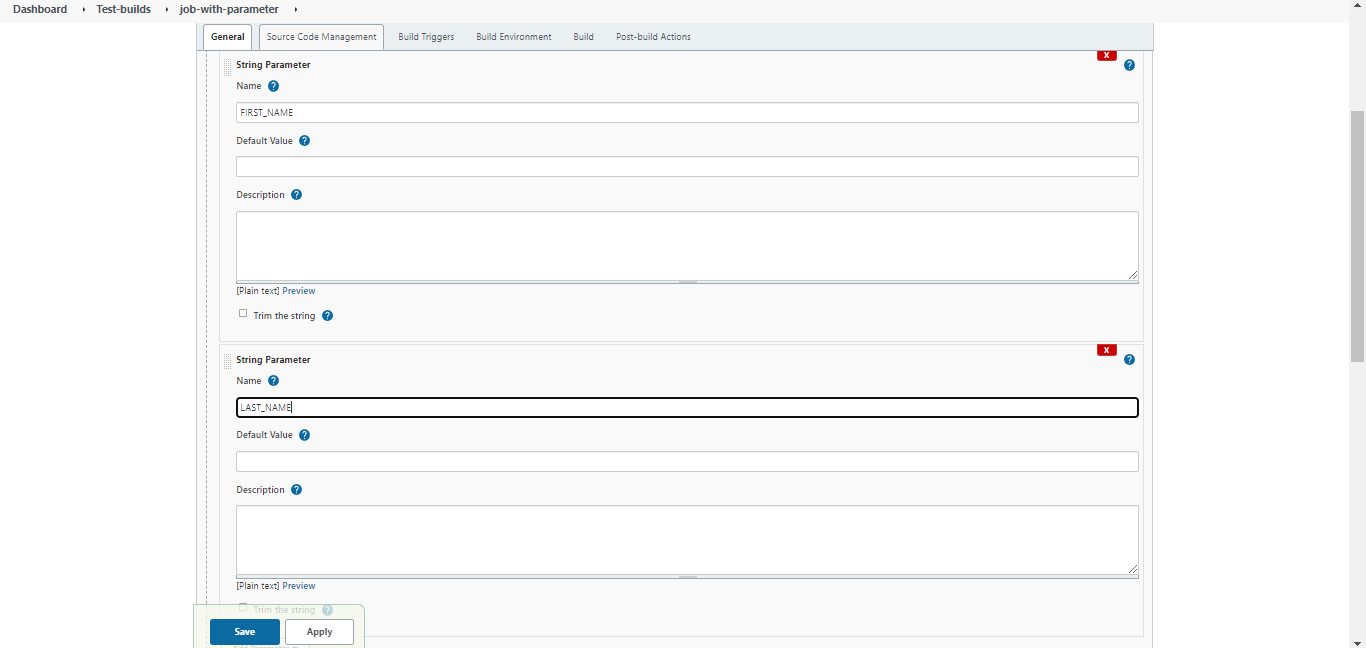 Dashboard Test-builds job-with-parameter
General Source Code Management Build Triggers Build Environment Build Post-build Actions
String Parameter X ?
Name ?
FIRST_NAME
Default Value ?
Description ?
[Plain text] Preview
Trim the string ?
String Parameter X ?
Name ?
LAST_NAME
Default Value ?
Description ?
[Plain text] Preview
Trim the string ?
Save Apply